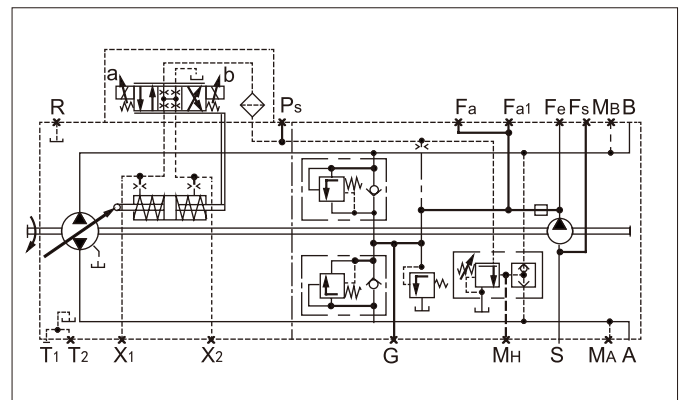 a b
R Ps Fa Fa1 Fe Fs MB B
T1 T2 X1 X2 G MH S MA A